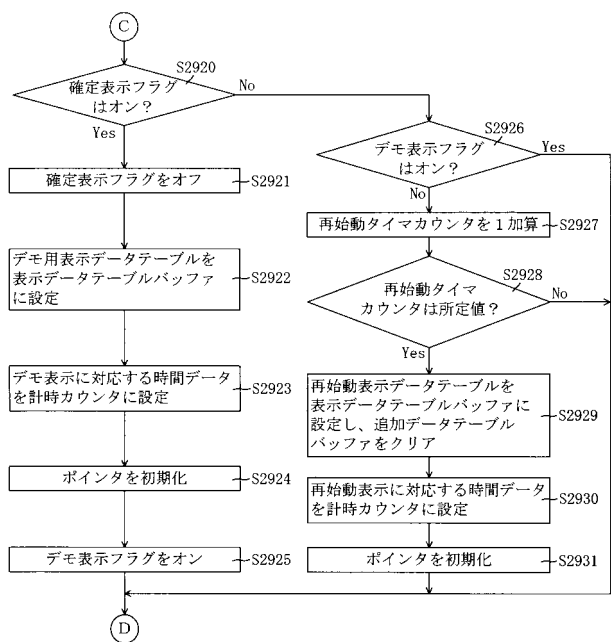 C
S2920
確定表示フラグ
はオン?
No
Yes
確定表示フラグをオフ
S2921
デモ用表示データテーブルを
表示データテーブルバッファ
に設定
S2922
デモ表示に対応する時間データ
を計時カウンタに設定
S2923
ポインタを初期化
S2924
デモ表示フラグをオン
S2925
D
S2926
デモ表示フラグ
はオン?
Yes
No
再始動タイマカウンタを1加算
S2927
S2928
再始動タイマ
カウンタは所定値?
No
Yes
再始動表示データテーブルを
表示データテーブルバッファに
設定し、追加データテーブル
バッファをクリア
S2929
再始動表示に対応する時間データ
を計時カウンタに設定
S2930
ポインタを初期化
S2931